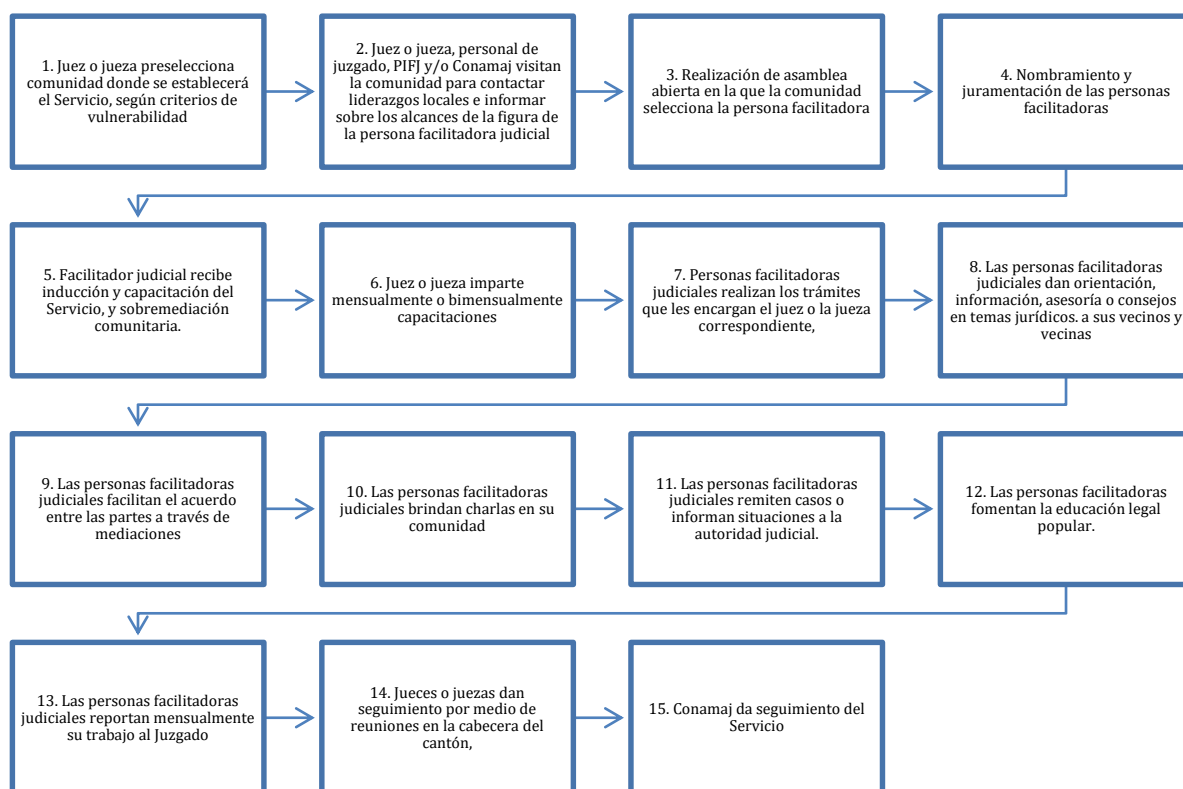 1. Juez o jueza preselecciona
comunidad donde se establecerá
el Servicio, según criterios de
vulnerabilidad
2. Juez o jueza, personal de
juzgado, PIFJ y/o Conamaj visitan
la comunidad para contactar
liderazgos locales e informar
sobre los alcances de la figura de
la persona facilitadora judicial
3. Realización de asamblea
abierta en la que la comunidad
selecciona la persona facilitadora
4. Nombramiento y
juramentación de las personas
facilitadoras
5. Facilitador judicial recibe
inducción y capacitación del
Servicio, y sobremediación
comunitaria.
6. Juez o jueza imparte
mensualmente o bimensualmente
capacitaciones
7. Personas facilitadoras
judiciales realizan los trámites
que les encargan el juez o la jueza
correspondiente,
8. Las personas facilitadoras
judiciales dan orientación,
información, asesoría o consejos
en temas jurídicos. a sus vecinos y
vecinas
9. Las personas facilitadoras
judiciales facilitan el acuerdo
entre las partes a través de
mediaciones
10. Las personas facilitadoras
judiciales brindan charlas en su
comunidad
11. Las personas facilitadoras
judiciales remiten casos o
informan situaciones a la
autoridad judicial.
12. Las personas facilitadoras
fomentan la educación legal
popular.
13. Las personas facilitadoras
judiciales reportan mensualmente
su trabajo al Juzgado
14. Jueces o juezas dan
seguimiento por medio de
reuniones en la cabecera del
cantón,
15. Conamaj da seguimiento del
Servicio